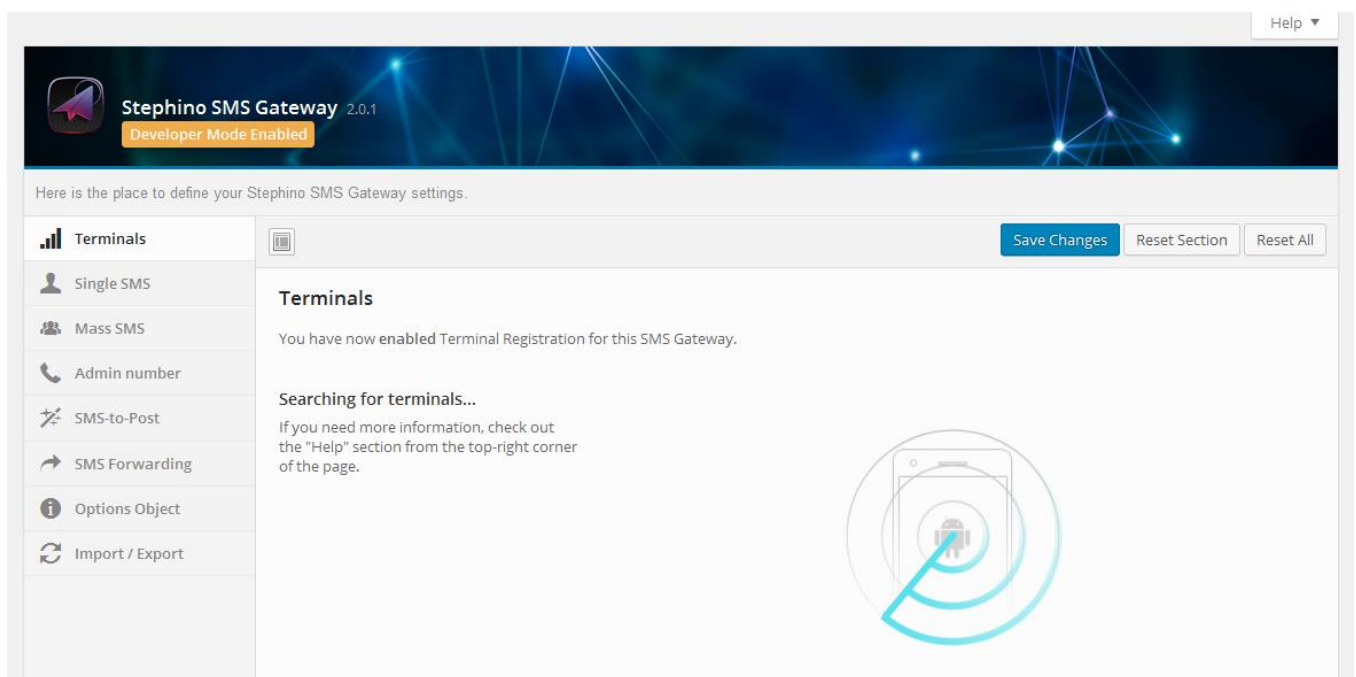 Help ▼
Stephino SMS Gateway 2.0.1
Developer Mode Enabled
Here is the place to define your Stephino SMS Gateway settings.
Terminals
Save Changes
Reset Section
Reset All
Single SMS
Mass SMS
Admin number
SMS-to-Post
SMS Forwarding
Options Object
Import / Export
Terminals
You have now enabled Terminal Registration for this SMS Gateway.
Searching for terminals...
If you need more information, check out
the "Help" section from the top-right corner
of the page.